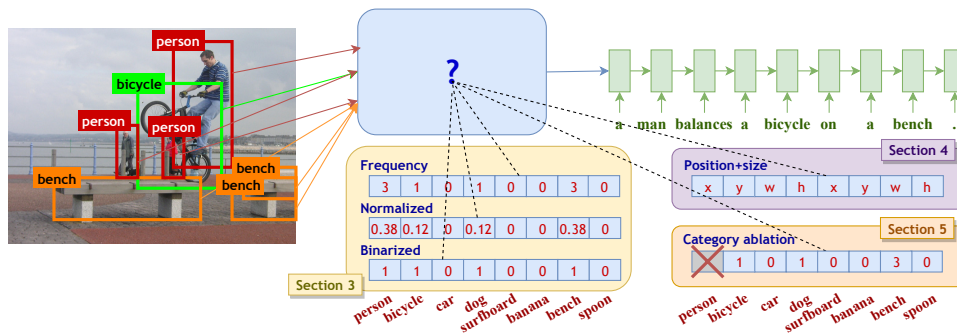 person
bicycle
person
person
bench
bench
bench
?
a man balances a bicycle on a bench .
Section 3
Frequency
3 1 0 1 0 0 3 0
Normalized
0.38 0.12 0 0.12 0 0 0.38 0
Binarized
1 1 0 1 0 0 1 0
person bicycle car dog surfboard banana bench spoon
Section 4
Position+size
x y w h x y w h
Section 5
Category ablation
1 0 1 0 0 3 0
person bicycle car dog surfboard banana bench spoon